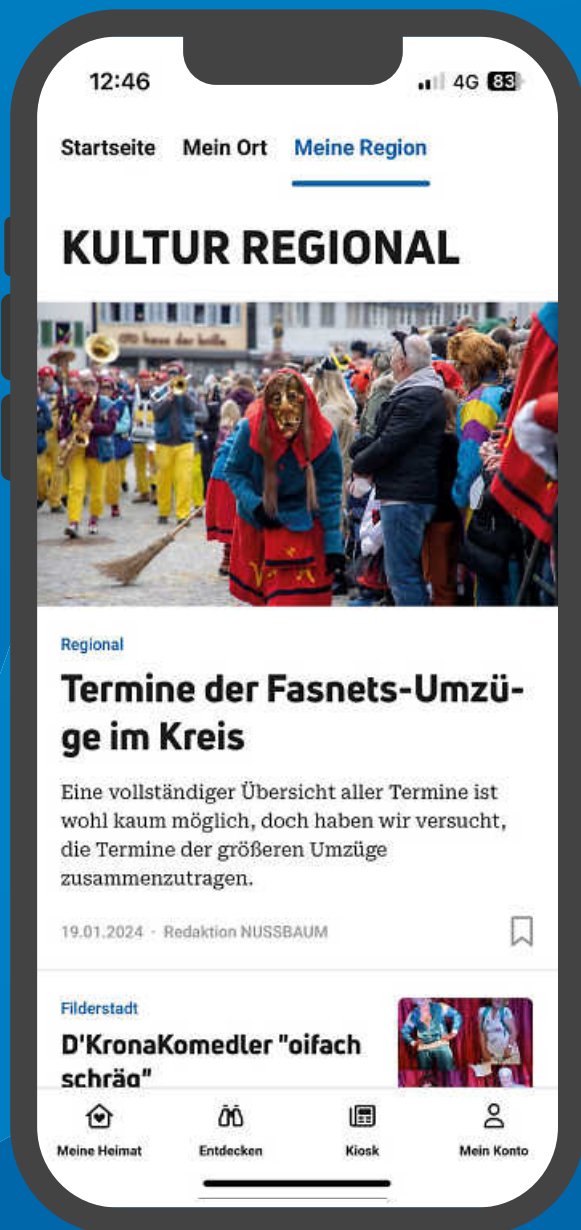 12:46
4G 83
Startseite Mein Ort Meine Region
KULTUR REGIONAL
Regional
Termine der Fasnets-Umzü-
ge im Kreis
Eine vollständiger Übersicht aller Termine ist
wohl kaum möglich, doch haben wir versucht,
die Termine der größeren Umzüge
zusammenzutragen.
19.01.2024 · Redaktion NUSSBAUM
Filderstadt
D'KronaKomedler "oifach
schräg"
Meine Heimat Entdecken Kiosk Mein Konto